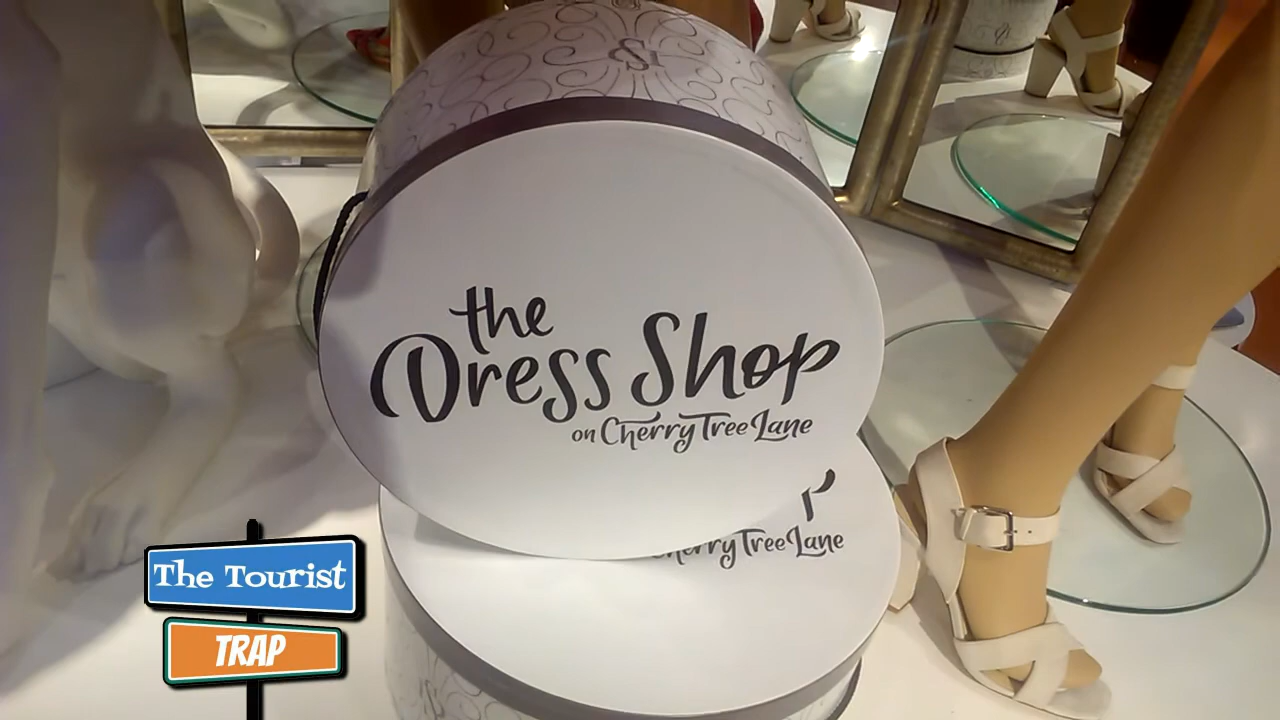 the
Dress Shop
on Cherry Tree Lane
Cherry Tree Lane
The Tourist
TRAP